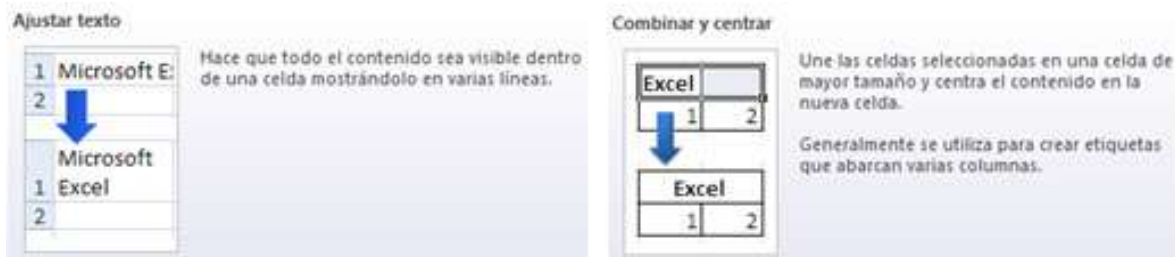 Ajustar texto
1 Microsoft E
2
Microsoft
1 Excel
2
Hace que todo el contenido sea visible dentro
de una celda mostrándolo en varias líneas.
Combinar y centrar
Excel
1 2
Excel
1 2
Une las celdas seleccionadas en una celda de
mayor tamaño y centra el contenido en la
nueva celda.
Generalmente se utiliza para crear etiquetas
que abarcan varias columnas.